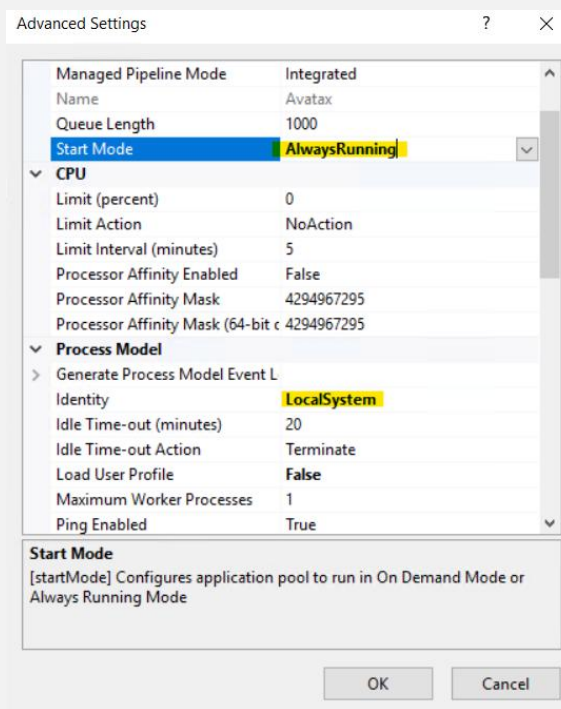 Advanced Settings ? ×
Managed Pipeline Mode Integrated
Name Avatax
Queue Length 1000
Start Mode AlwaysRunning
CPU
Limit (percent) 0
Limit Action NoAction
Limit Interval (minutes) 5
Processor Affinity Enabled False
Processor Affinity Mask 4294967295
Processor Affinity Mask (64-bit c 4294967295
Process Model
Generate Process Model Event L
Identity LocalSystem
Idle Time-out (minutes) 20
Idle Time-out Action Terminate
Load User Profile False
Maximum Worker Processes 1
Ping Enabled True
Start Mode
[startMode] Configures application pool to run in On Demand Mode or
Always Running Mode
OK Cancel